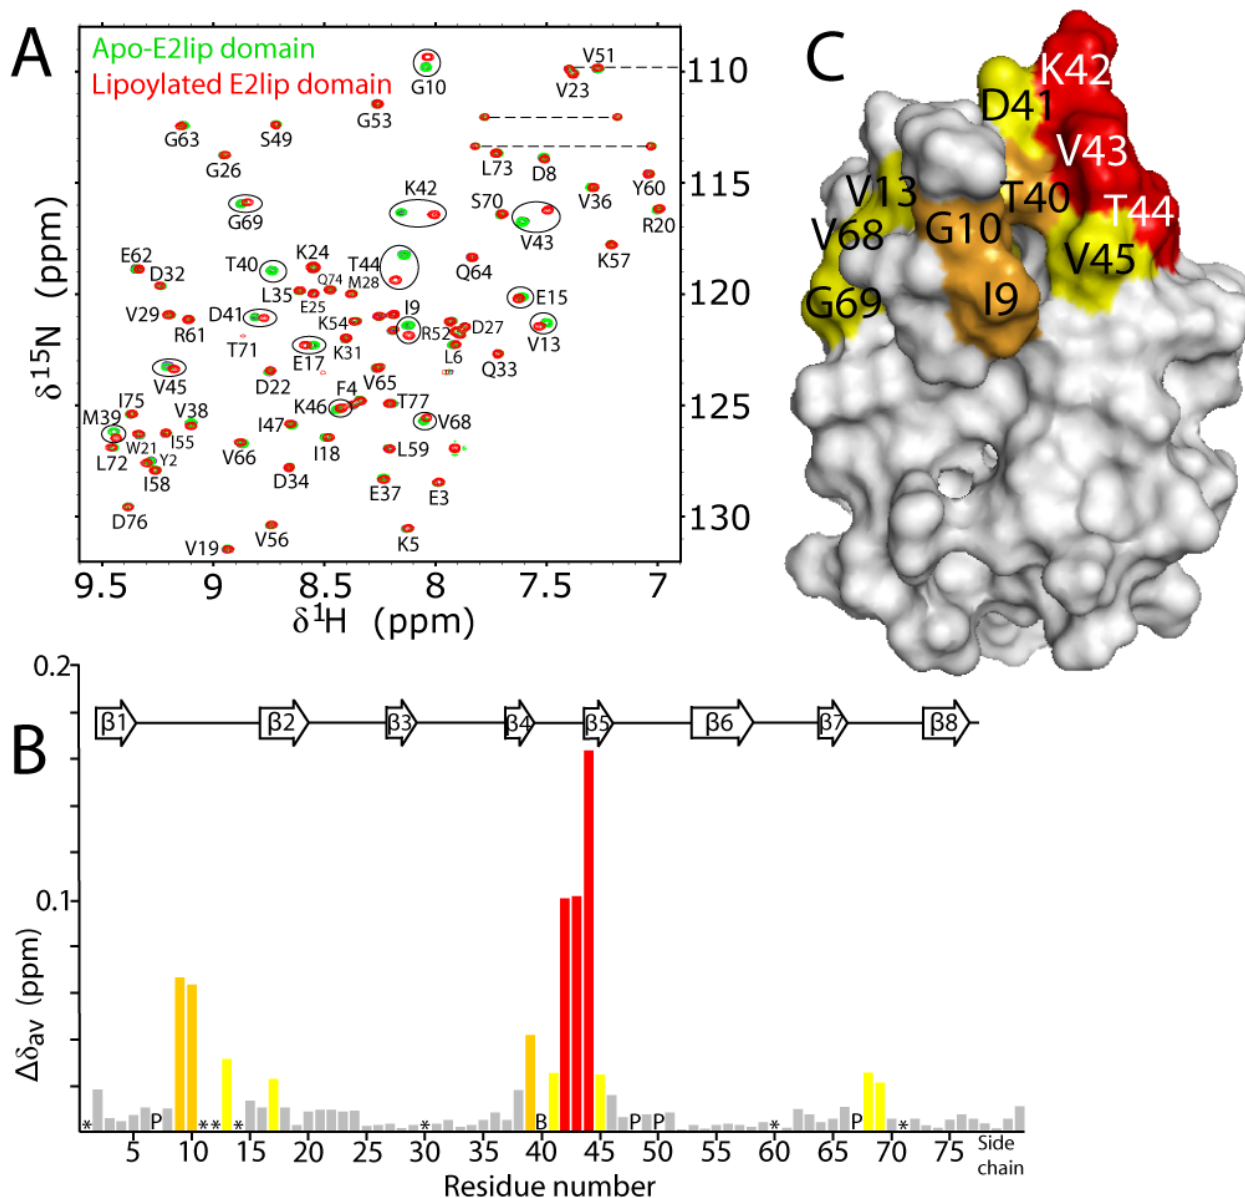 A
Apo-E2lip domain
Lipoylated E2lip domain
G10
V51
V23
G53
G63
S49
G26
L73
D8
Y60
K42
S70
V36
R20
G69
V43
K57
E62
D32
T40
K24
T44
M28
Q64
Q74
L35
E25
I9
E15
V29
R61
D41
K54
R52
D27
V13
T71
E17
K31
L6
Q33
V45
D22
V65
F4
K46
T77
V68
I75
M39
V38
I47
W21
Y2
I55
L72
I58
V66
I18
L59
D34
E37
E3
D76
V19
V56
K5
110
115
120
125
130
δ15N (ppm)
9.5 9 8.5 8 7.5 7
δ1H (ppm)
C
K42
D41
V43
V13
T40
T44
G10
V68
V45
G69
I9
B
0.2
0.1
Δδav (ppm)
β1 β2 β3 β4 β5 β6 β7 β8
* P * * * * B P P * P *
5 10 15 20 25 30 35 40 45 50 55 60 65 70 75 Side chain
Residue number